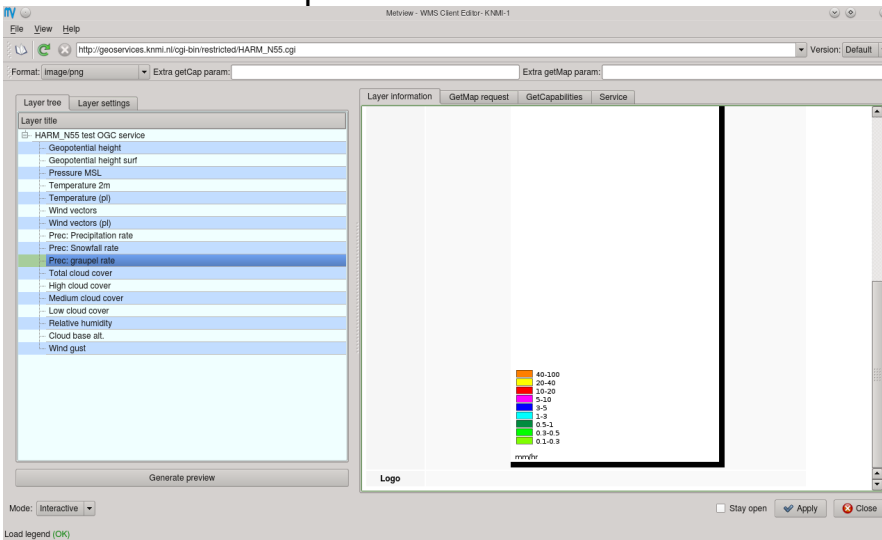 Metview - WMS Client Editor- KNMI-1
File View Help
http://geoservices.knmi.nl/cgi-bin/restricted/HARM_N55.cgi Version: Default
Format: image/png Extra getCap param: Extra getMap param:
Layer tree Layer settings
Layer title
HARM_N55 test OGC service
Geopotential height
Geopotential height surf
Pressure MSL
Temperature 2m
Temperature (pl)
Wind vectors
Wind vectors (pl)
Prec: Precipitation rate
Prec: Snowfall rate
Prec: graupel rate
Total cloud cover
High cloud cover
Medium cloud cover
Low cloud cover
Relative humidity
Cloud base alt.
Wind gust
Generate preview
Layer information GetMap request GetCapabilities Service
40-100
20-40
10-20
5-10
3-5
1-3
0.5-1
0.3-0.5
0.1-0.3
mm/hr
Logo
Mode: Interactive Stay open Apply Close
Load legend (OK)